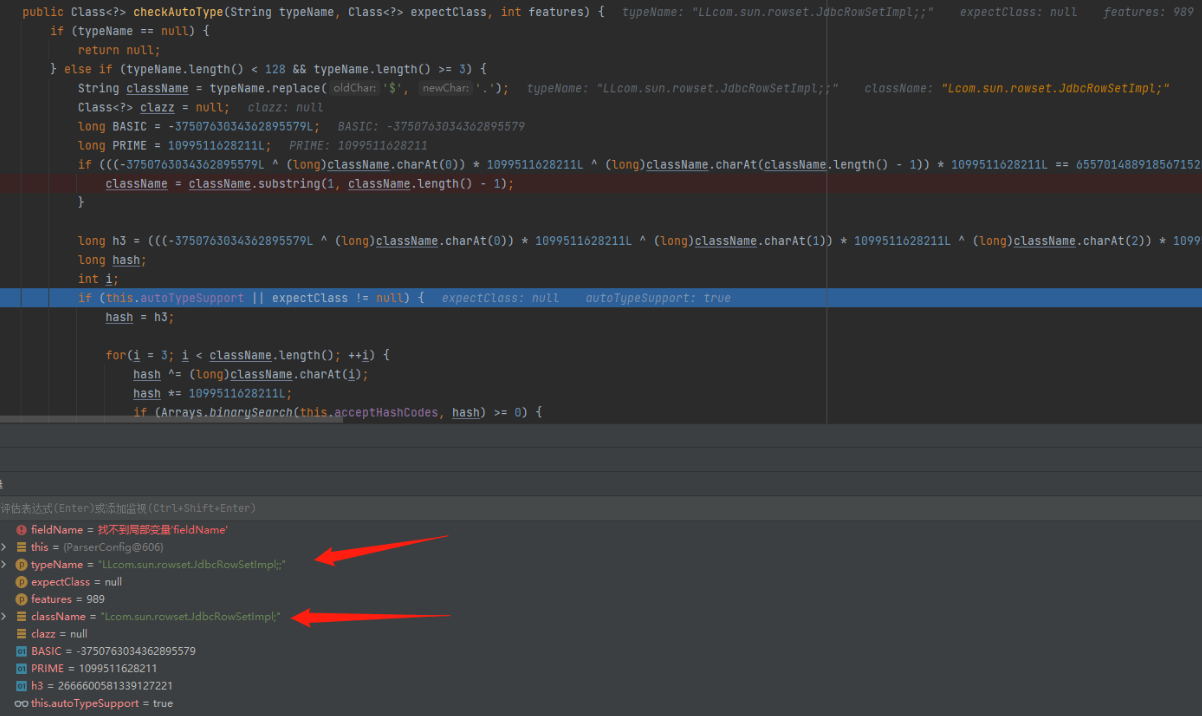 public Class<?> checkAutoType(String typeName, Class<?> expectClass, int features) { typeName: "LLcom.sun.rowset.JdbcRowSetImpl;;" expectClass: null features: 989
if (typeName == null) {
return null;
} else if (typeName.length() < 128 && typeName.length() >= 3) {
String className = typeName.replace( oldChar: '$', newChar: '.'); typeName: "LLcom.sun.rowset.JdbcRowSetImpl;;" className: "Lcom.sun.rowset.JdbcRowSetImpl;"
Class<?> clazz = null; clazz: null
long BASIC = -3750763034362895579L; BASIC: -3750763034362895579
long PRIME = 1099511628211L; PRIME: 1099511628211
if (((-3750763034362895579L ^ (long)className.charAt(0)) * 1099511628211L ^ (long)className.charAt(className.length() - 1)) * 1099511628211L == 655701488918567152
className = className.substring(1, className.length() - 1);
}
long h3 = (((-3750763034362895579L ^ (long)className.charAt(0)) * 1099511628211L ^ (long)className.charAt(1)) * 1099511628211L ^ (long)className.charAt(2)) * 1099
long hash;
int i;
if (this.autoTypeSupport || expectClass != null) { expectClass: null autoTypeSupport: true
hash = h3;
for(i = 3; i < className.length(); ++i) {
hash ^= (long)className.charAt(i);
hash *= 1099511628211L;
if (Arrays.binarySearch(this.acceptHashCodes, hash) >= 0) {
评估表达式(Enter)或添加监视(Ctrl+Shift+Enter)
fieldName = 找不到局部变量'fieldName'
this = {ParserConfig@606}
typeName = "LLcom.sun.rowset.JdbcRowSetImpl;;"
expectClass = null
features = 989
className = "Lcom.sun.rowset.JdbcRowSetImpl;"
clazz = null
BASIC = -3750763034362895579
PRIME = 1099511628211
h3 = 2666600581339127221
this.autoTypeSupport = true